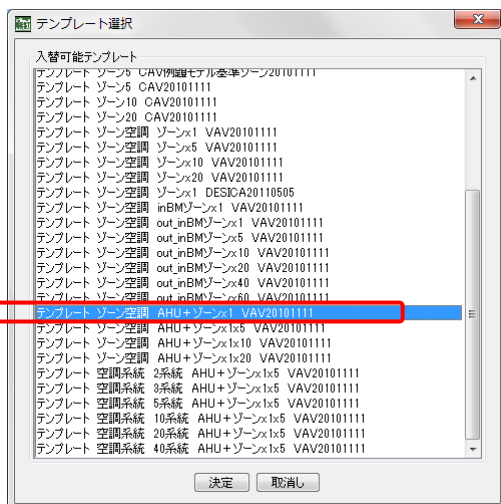 テンプレート選択
入替可能テンプレート
テンプレート ゾーン5 CAV例題モデル基準ゾーン20101111
テンプレート ゾーン5 CAV20101111
テンプレート ゾーン10 CAV20101111
テンプレート ゾーン20 CAV20101111
テンプレート ゾーン空調 ゾーンx1 VAV20101111
テンプレート ゾーン空調 ゾーンx5 VAV20101111
テンプレート ゾーン空調 ゾーンx10 VAV20101111
テンプレート ゾーン空調 ゾーンx20 VAV20101111
テンプレート ゾーン空調 ゾーンx1 DESICA20110505
テンプレート ゾーン空調 inBMゾーンx1 VAV20101111
テンプレート ゾーン空調 out_inBMゾーンx1 VAV20101111
テンプレート ゾーン空調 out_inBMゾーンx5 VAV20101111
テンプレート ゾーン空調 out_inBMゾーンx10 VAV20101111
テンプレート ゾーン空調 out_inBMゾーンx20 VAV20101111
テンプレート ゾーン空調 out_inBMゾーンx40 VAV20101111
テンプレート ゾーン空調 out_inBMゾーンx60 VAV20101111
テンプレート ゾーン空調 AHU+ゾーンx1 VAV20101111
テンプレート ゾーン空調 AHU+ゾーンx1x5 VAV20101111
テンプレート ゾーン空調 AHU+ゾーンx1x10 VAV20101111
テンプレート ゾーン空調 AHU+ゾーンx1x20 VAV20101111
テンプレート 空調系統 2系統 AHU+ゾーンx1x5 VAV20101111
テンプレート 空調系統 3系統 AHU+ゾーンx1x5 VAV20101111
テンプレート 空調系統 5系統 AHU+ゾーンx1x5 VAV20101111
テンプレート 空調系統 10系統 AHU+ゾーンx1x5 VAV20101111
テンプレート 空調系統 20系統 AHU+ゾーンx1x5 VAV20101111
テンプレート 空調系統 40系統 AHU+ゾーンx1x5 VAV20101111
決定 取消し